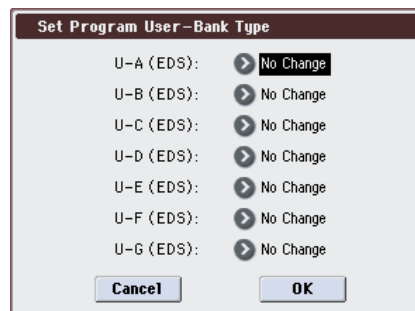 Set Program User-Bank Type
U-A (EDS): No Change
U-B (EDS): No Change
U-C (EDS): No Change
U-D (EDS): No Change
U-E (EDS): No Change
U-F (EDS): No Change
U-G (EDS): No Change
Cancel OK